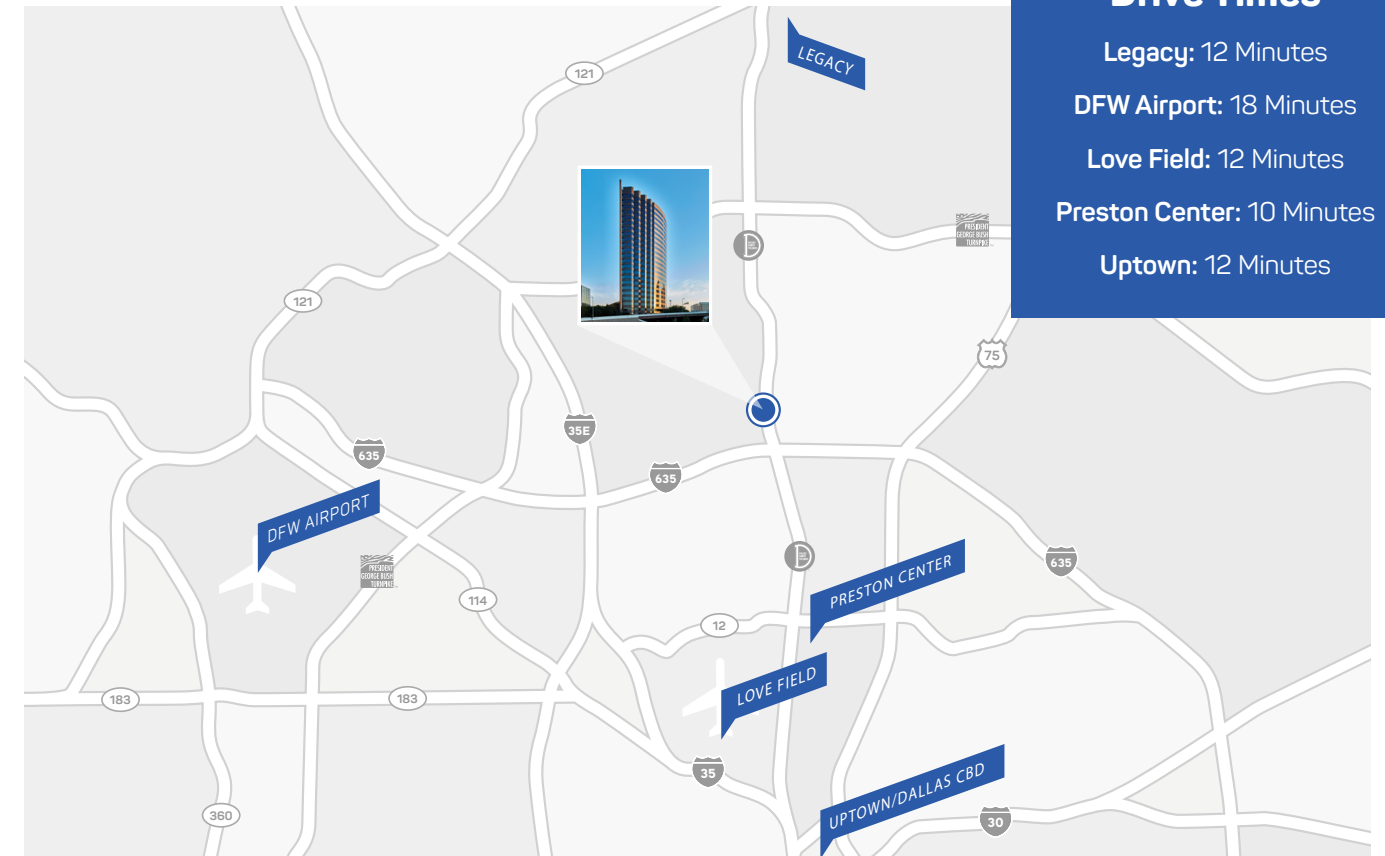 Drive Times
Legacy: 12 Minutes
DFW Airport: 18 Minutes
Love Field: 12 Minutes
Preston Center: 10 Minutes
Uptown: 12 Minutes
LEGACY
121
PRESIDENT
GEORGE BUSH
TURNPIKE
121
75
35E
635
635
DFW AIRPORT
PRESIDENT
GEORGE BUSH
TURNPIKE
635
PRESTON CENTER
114
12
LOVE FIELD
183
183
35
UPTOWN/DALLAS CBD
360
30